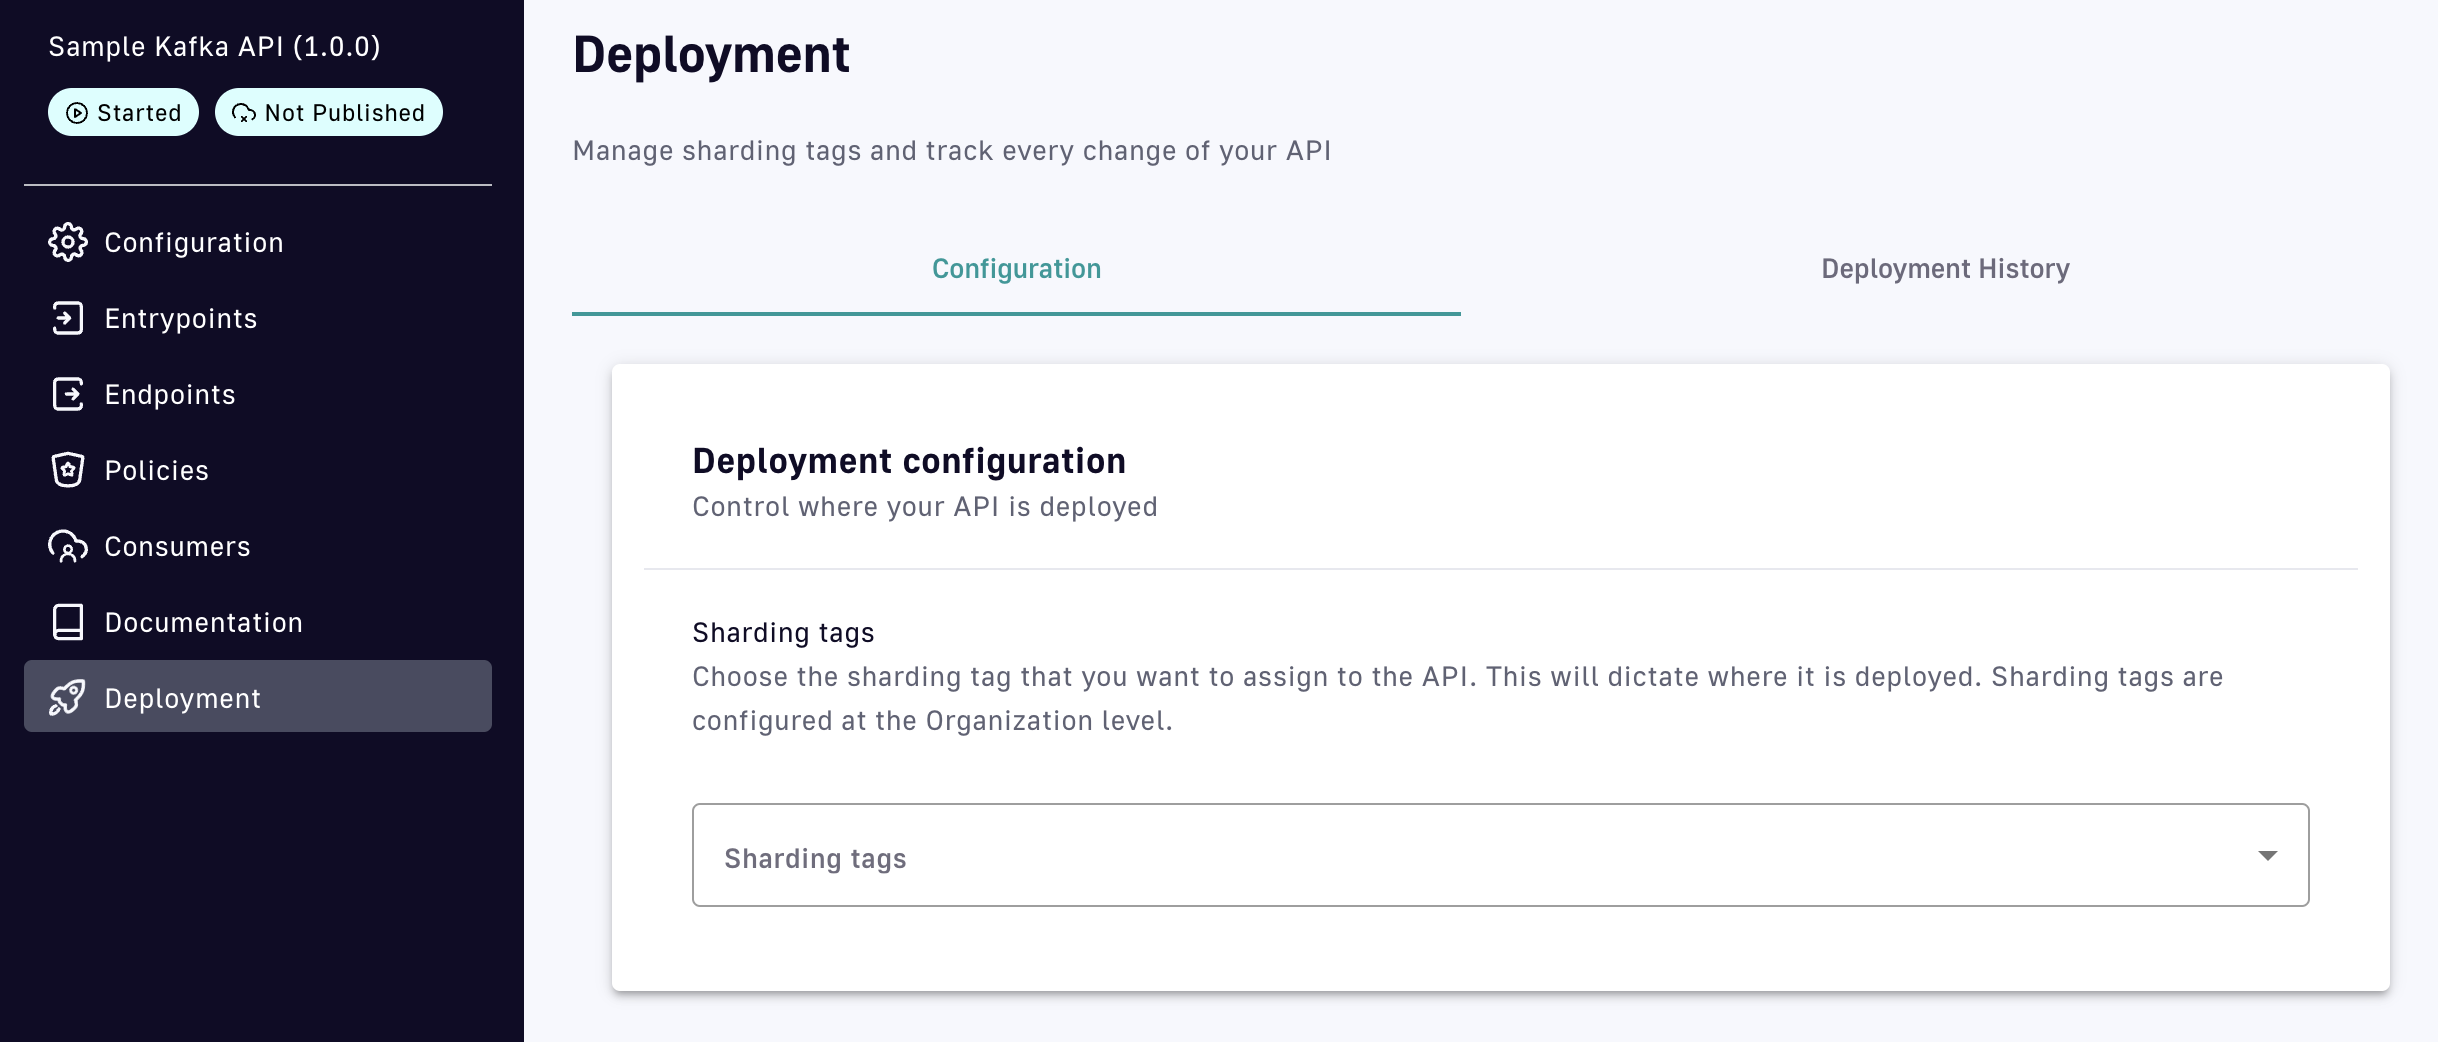 Sample Kafka API (1.0.0)
Started
Not Published
Configuration
Entrypoints
Endpoints
Policies
Consumers
Documentation
Deployment
Deployment
Manage sharding tags and track every change of your API
Configuration
Deployment History
Deployment configuration
Control where your API is deployed
Sharding tags
Choose the sharding tag that you want to assign to the API. This will dictate where it is deployed. Sharding tags are
configured at the Organization level.
Sharding tags